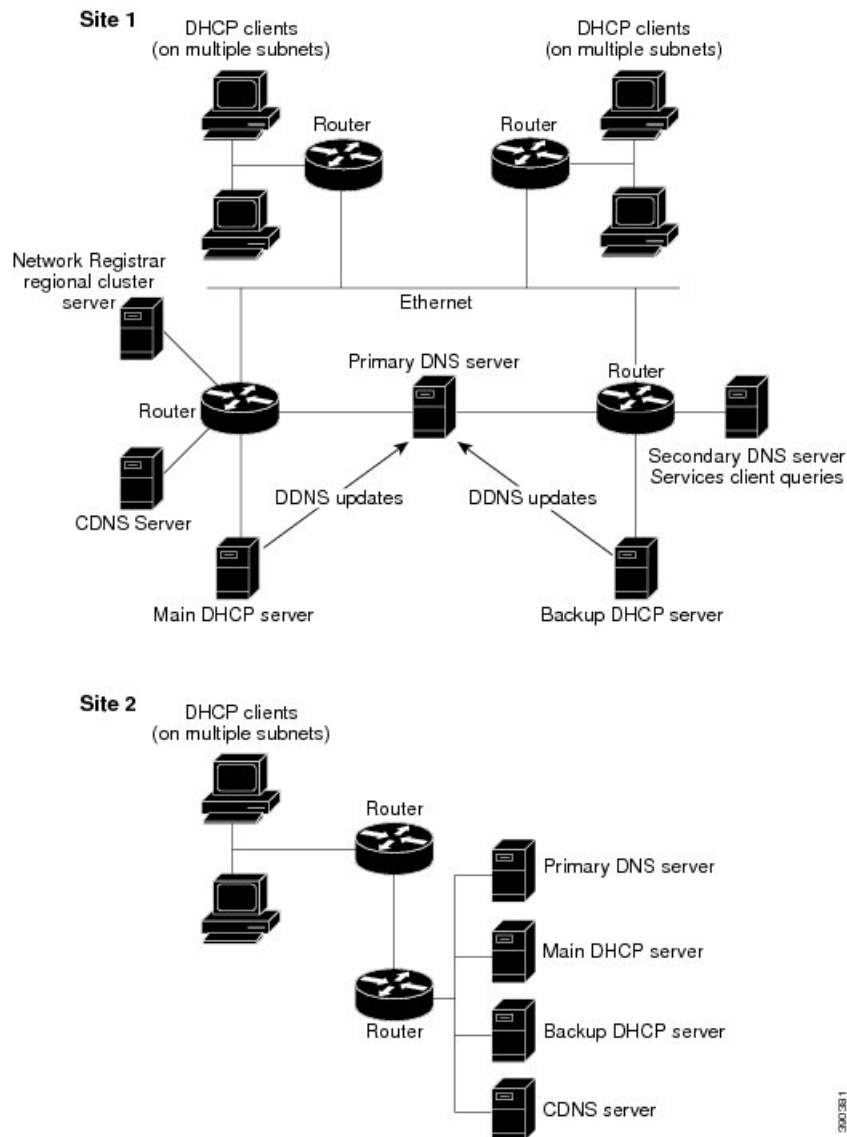 Site 1
DHCP clients
(on multiple subnets)
DHCP clients
(on multiple subnets)
Router
Router
Network Registrar
regional cluster
server
Ethernet
Primary DNS server
Router
Router
Secondary DNS server
Services client queries
CDNS Server
DDNS updates
DDNS updates
Main DHCP server
Backup DHCP server
Site 2
DHCP clients
(on multiple subnets)
Router
Primary DNS server
Main DHCP server
Router
Backup DHCP server
CDNS server
390381